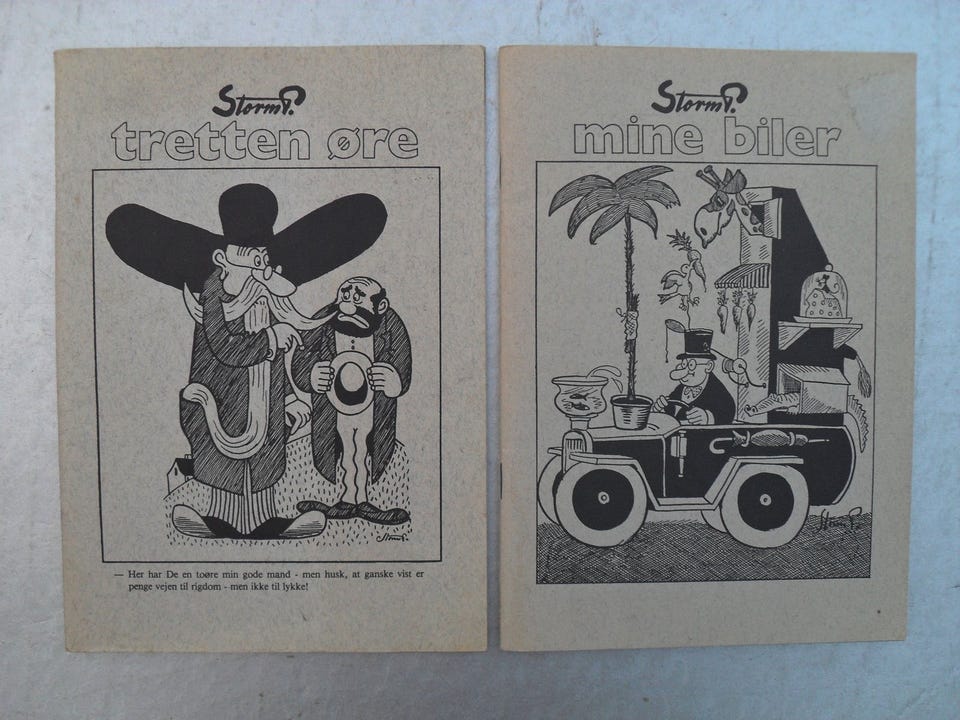 Storm P.
tretten øre
Storm P.
— Her har De en toøre min gode mand - men husk, at ganske vist er
penge vejen til rigdom - men ikke til lykke!
Storm P.
mine biler
Storm P.